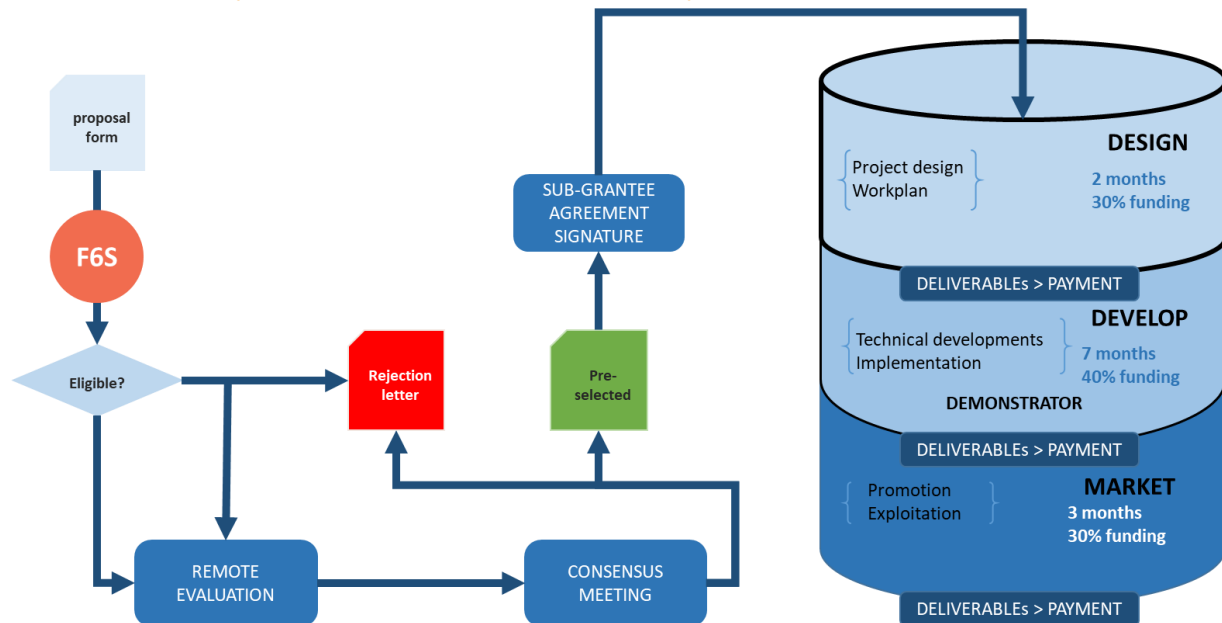 proposal
form
F6S
Eligible?
Rejection
letter
Pre-
selected
REMOTE
EVALUATION
CONSENSUS
MEETING
SUB-GRANTEE
AGREEMENT
SIGNATURE
DESIGN
Project design
Workplan
2 months
30% funding
DELIVERABLEs > PAYMENT
DEVELOP
Technical developments
Implementation
7 months
40% funding
DEMONSTRATOR
DELIVERABLEs > PAYMENT
MARKET
Promotion
Exploitation
3 months
30% funding
DELIVERABLEs > PAYMENT